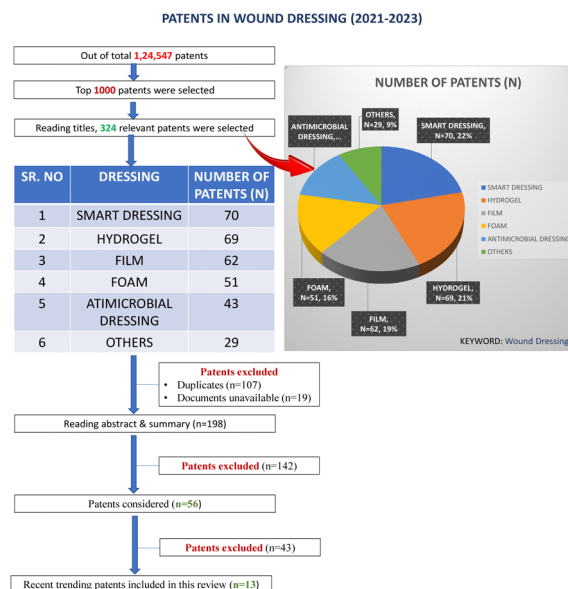 PATENTS IN WOUND DRESSING (2021-2023)
Out of total 1,24,547 patents
Top 1000 patents were selected
Reading titles, 324 relevant patents were selected
SR. NO DRESSING NUMBER OF
PATENTS (N)
1 SMART DRESSING 70
2 HYDROGEL 69
3 FILM 62
4 FOAM 51
5 ATIMICROBIAL 43
DRESSING
6 OTHERS 29
NUMBER OF PATENTS (N)
OTHERS,
N=29, 9%
SMART DRESSING,
N=70, 22%
ANTIMICROBIAL
DRESSING,...
FOAM,
N=51, 16%
FILM,
N=62, 19%
HYDROGEL,
N=69, 21%
SMART DRESSING
HYDROGEL
FILM
FOAM
ANTIMICROBIAL DRESSING
OTHERS
KEYWORD: Wound Dressing
Patents excluded
• Duplicates (n=107)
• Documents unavailable (n=19)
Reading abstract & summary (n=198)
Patents excluded (n=142)
Patents considered (n=56)
Patents excluded (n=43)
Recent trending patents included in this review (n=13)